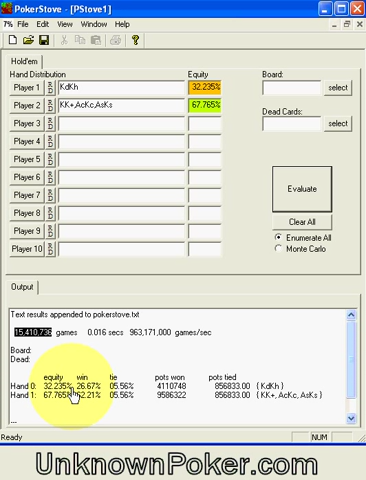 PokerStove - [PStove1]
File Edit View Window Help
Hold'em
Hand Distribution Equity Board:
Player 1 KdKh 32.235% select
Player 2 KK+,AcKc,AsKs 67.765%
Dead Cards:
Player 3 select
Player 4
Player 5
Player 6
Player 7 Evaluate
Player 8
Player 9 Clear All
Player 10 Enumerate All
Monte Carlo
Output
Text results appended to pokerstove.txt
15,410,736 games 0.016 secs 963,171,000 games/sec
Board:
Dead:
equity win tie pots won pots tied
Hand 0: 32.235% 26.67% 05.56% 4110748 856833.00 { KdKh }
Hand 1: 67.765% 62.21% 05.56% 9586322 856833.00 { KK+, AcKc, AsKs }
...
Ready NUM
UnknownPoker.com